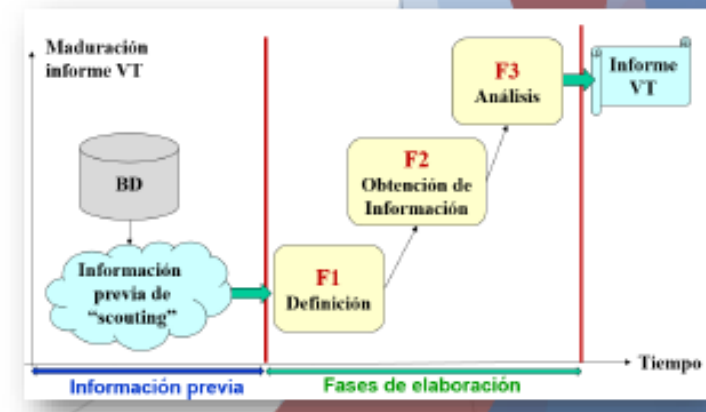 Maduración
informe VT
BD
Información
previa de
“scouting”
F1
Definición
F2
Obtención de
Información
F3
Análisis
Informe
VT
Tiempo
Información previa
Fases de elaboración